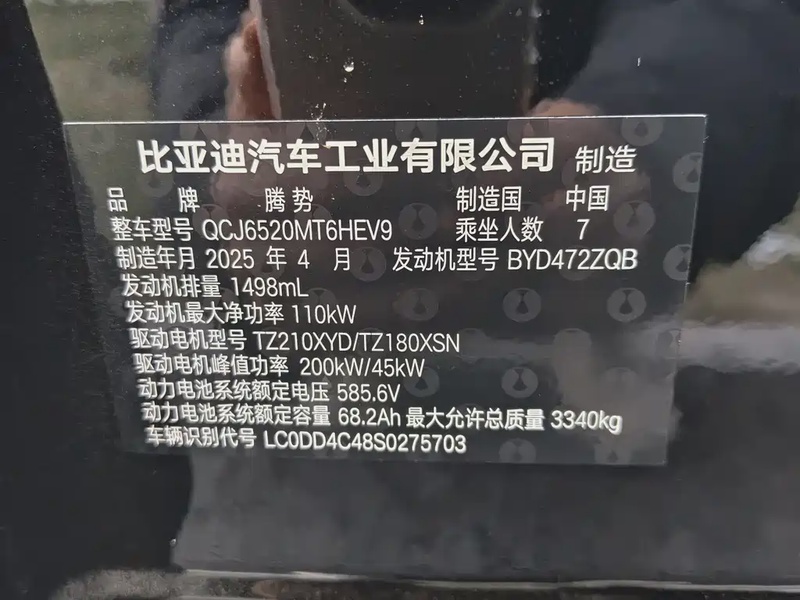 比亚迪汽车工业有限公司 制造
品 牌 腾势 制造国 中国
整车型号 QCJ6520MT6HEV9 乘坐人数 7
制造年月 2025 年 4 月 发动机型号 BYD472ZQB
发动机排量 1498mL
发动机最大净功率 110kW
驱动电机型号 TZ210XYD/TZ180XSN
驱动电机峰值功率 200kW/45kW
动力电池系统额定电压 585.6V
动力电池系统额定容量 68.2Ah 最大允许总质量 3340kg
车辆识别代号 LC0DD4C48S0275703